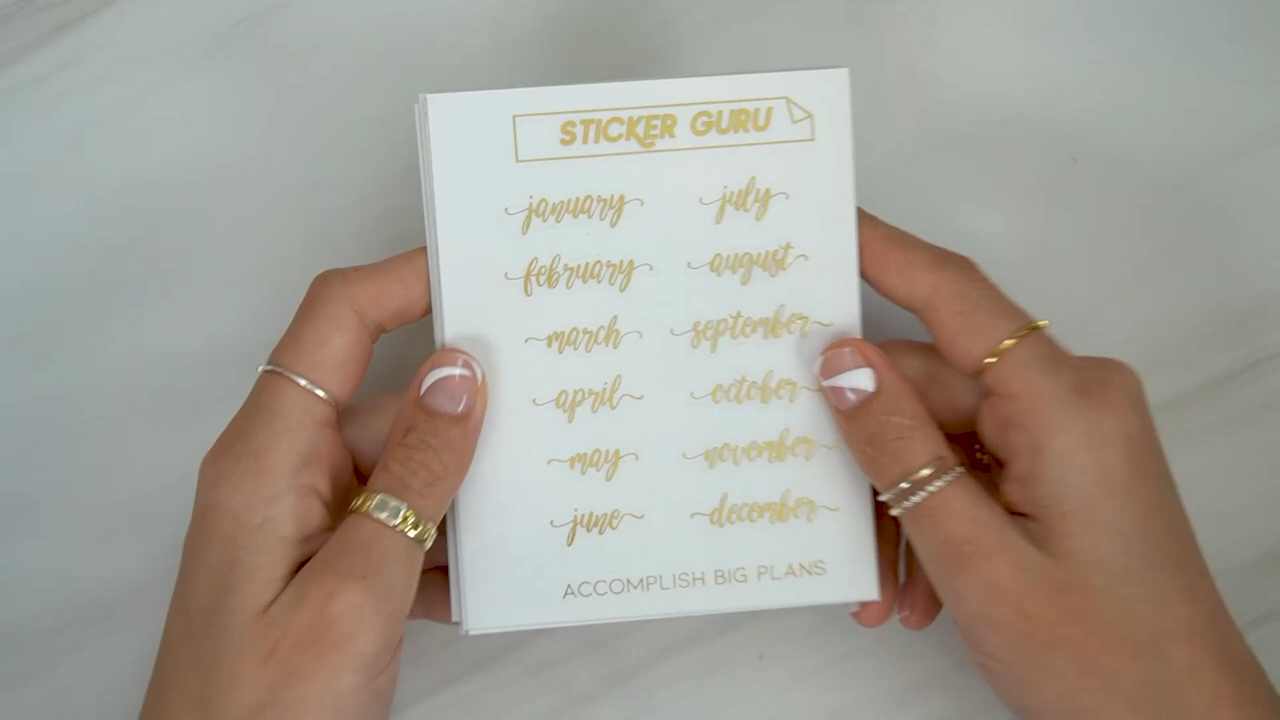 STICKER GURU
january
february
march
april
may
june
july
august
september
october
november
december
ACCOMPLISH BIG PLANS